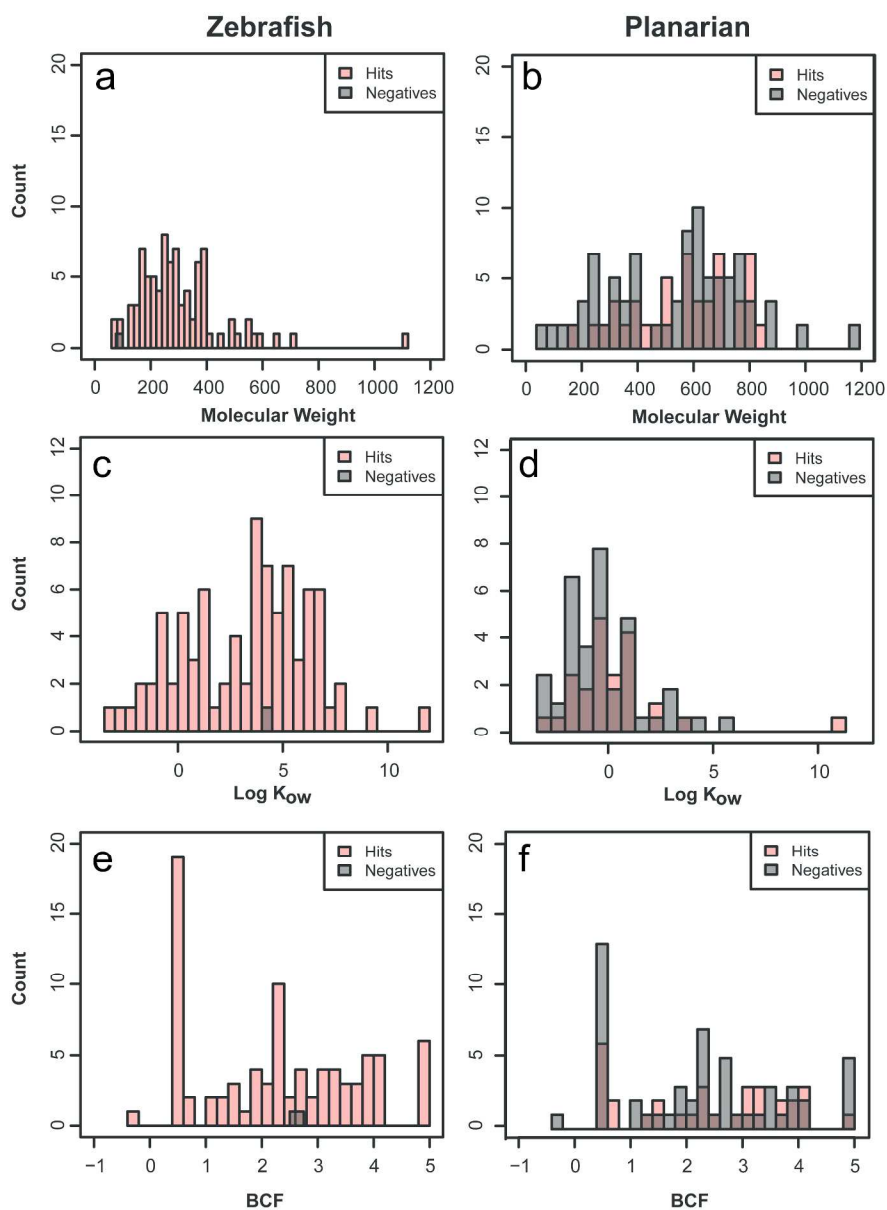 Zebrafish Planarian
a
Hits
Negatives
Count
0 5 10 15 20
0 200 400 600 800 1000 1200
Molecular Weight
b
Hits
Negatives
0 5 10 15 20
0 200 400 600 800 1000 1200
Molecular Weight
c
Hits
Negatives
Count
0 2 4 6 8 10 12
0 5 10
Log KOW
d
Hits
Negatives
0 2 4 6 8 10 12
0 5 10
Log KOW
e
Hits
Negatives
Count
0 5 10 15 20
−1 0 1 2 3 4 5
BCF
f
Hits
Negatives
0 5 10 15 20
−1 0 1 2 3 4 5
BCF